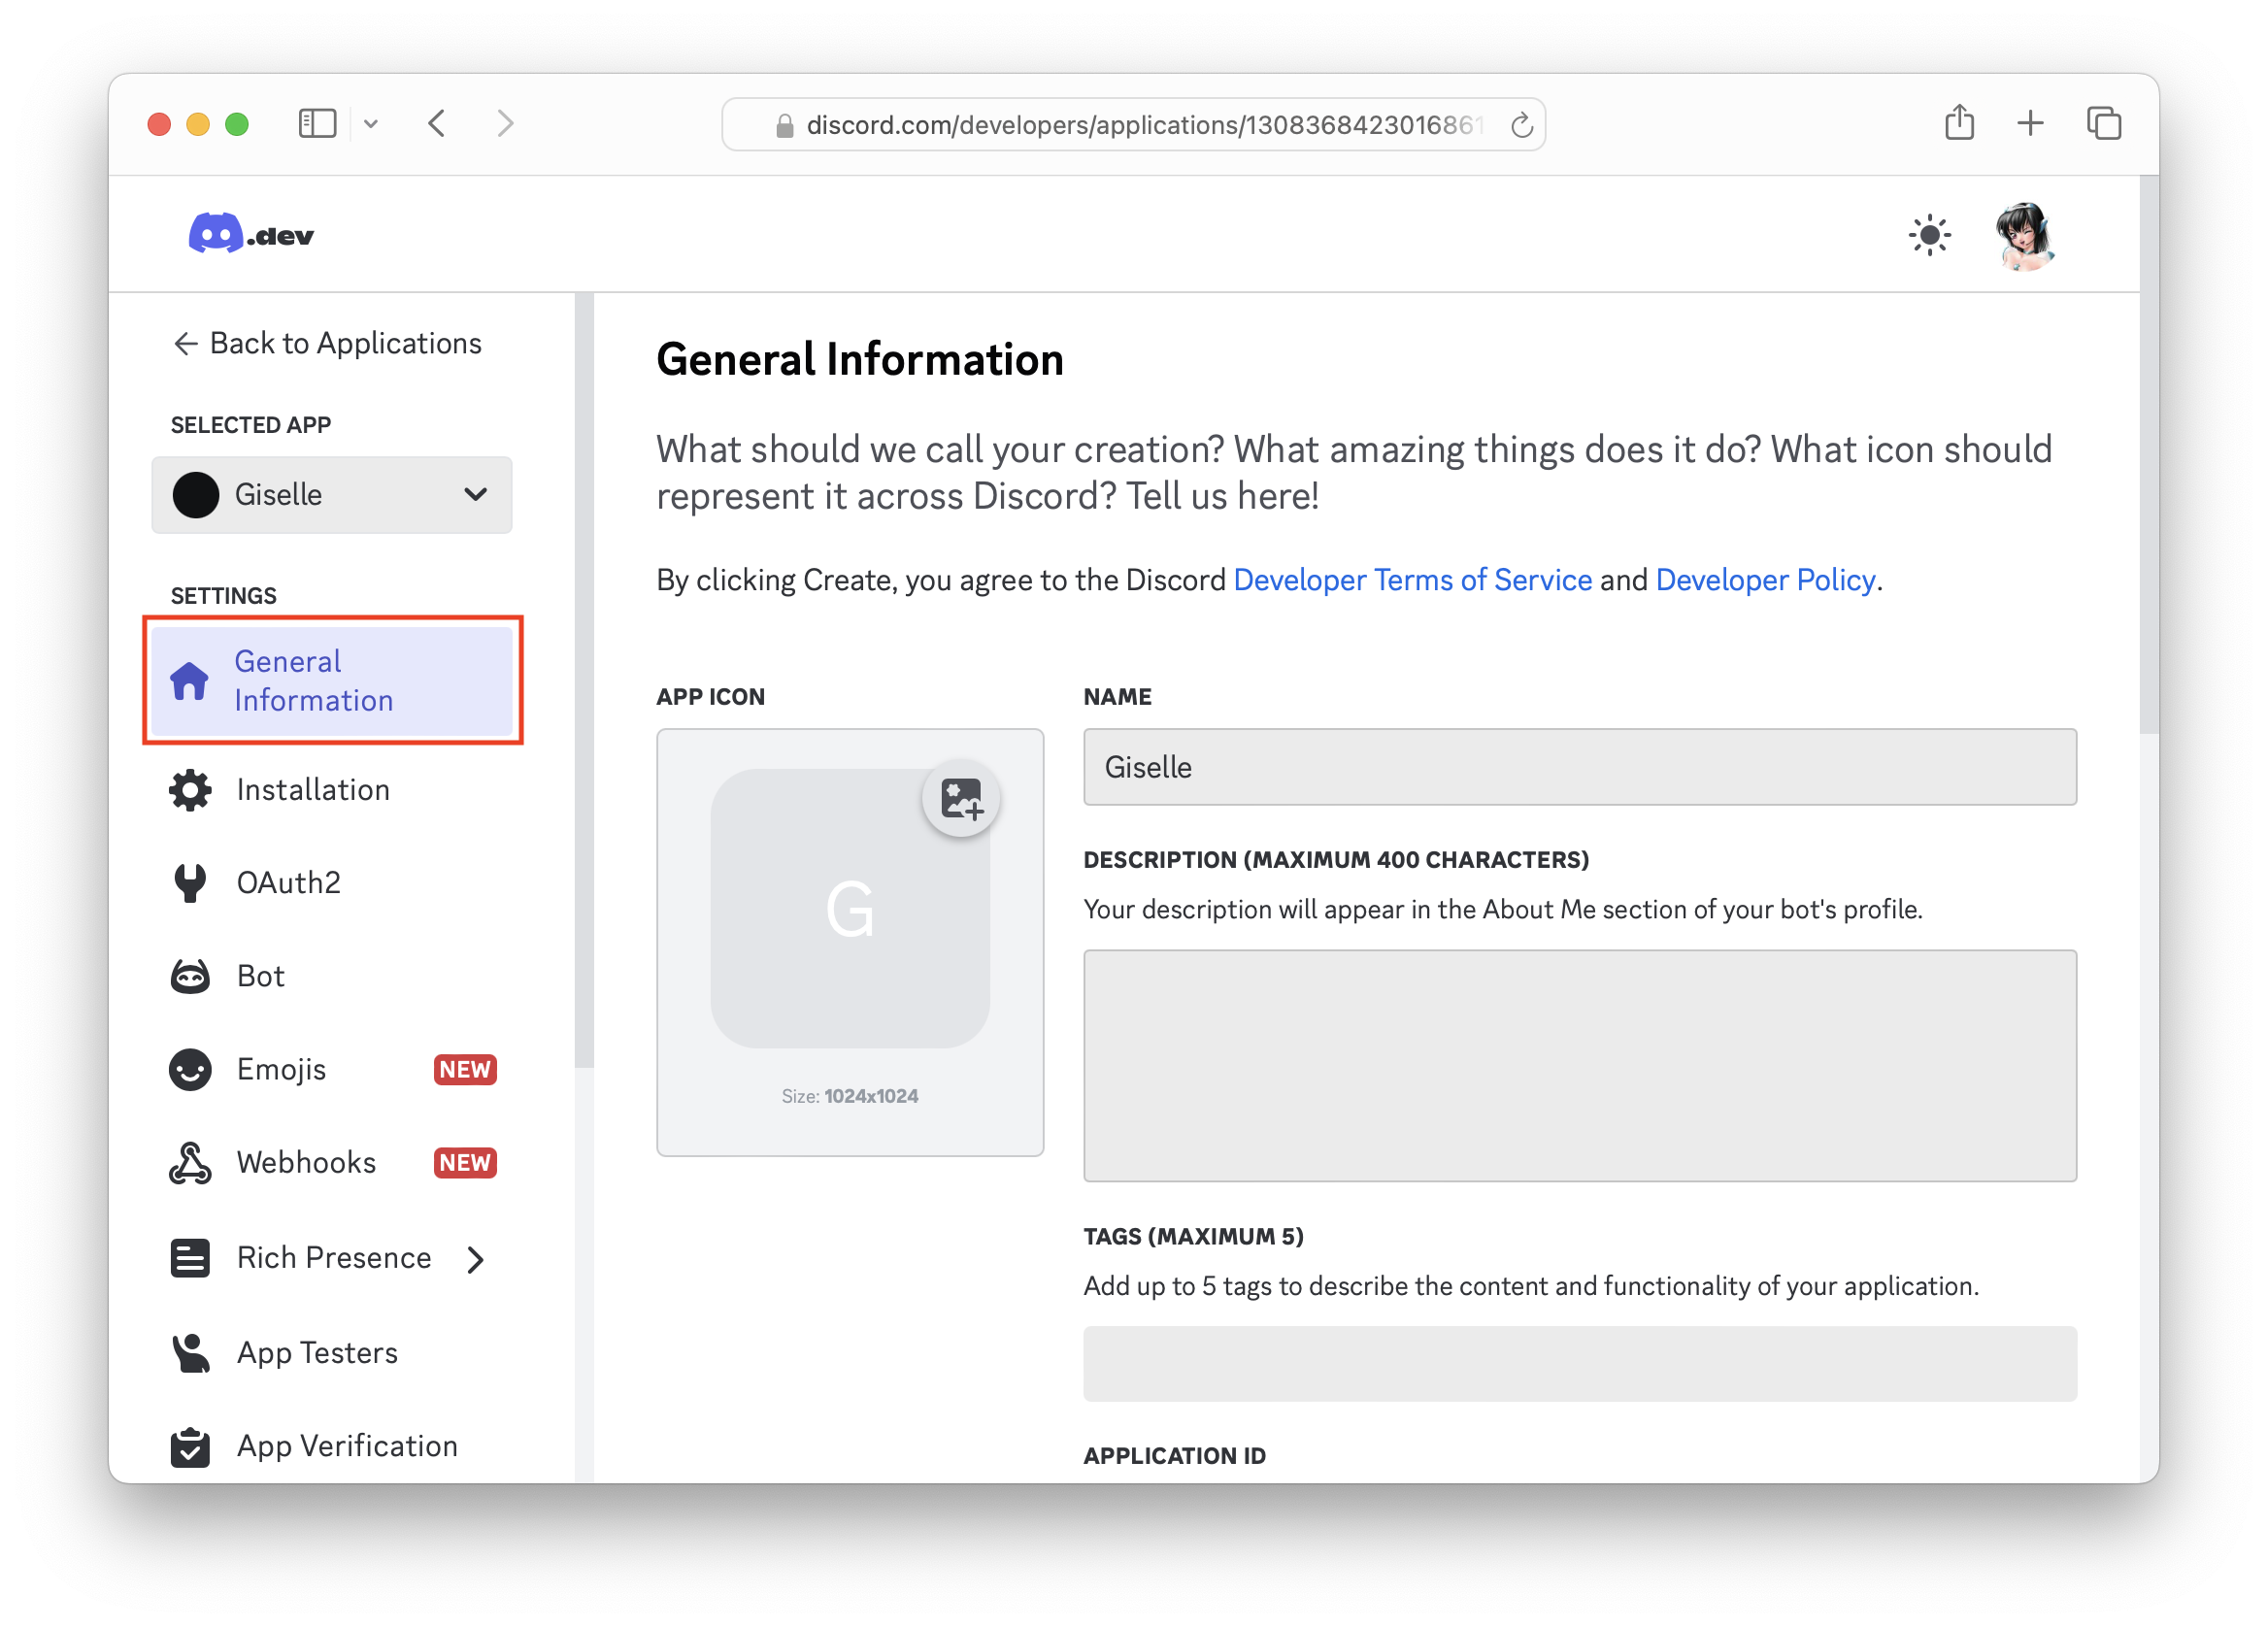 discord.com/developers/applications/1308368423016861
.dev
← Back to Applications
SELECTED APP
Giselle
SETTINGS
General
Information
Installation
OAuth2
Bot
Emojis NEW
Webhooks NEW
Rich Presence
App Testers
App Verification
General Information
What should we call your creation? What amazing things does it do? What icon should
represent it across Discord? Tell us here!
By clicking Create, you agree to the Discord Developer Terms of Service and Developer Policy.
APP ICON
G
Size: 1024x1024
NAME
Giselle
DESCRIPTION (MAXIMUM 400 CHARACTERS)
Your description will appear in the About Me section of your bot's profile.
TAGS (MAXIMUM 5)
Add up to 5 tags to describe the content and functionality of your application.
APPLICATION ID